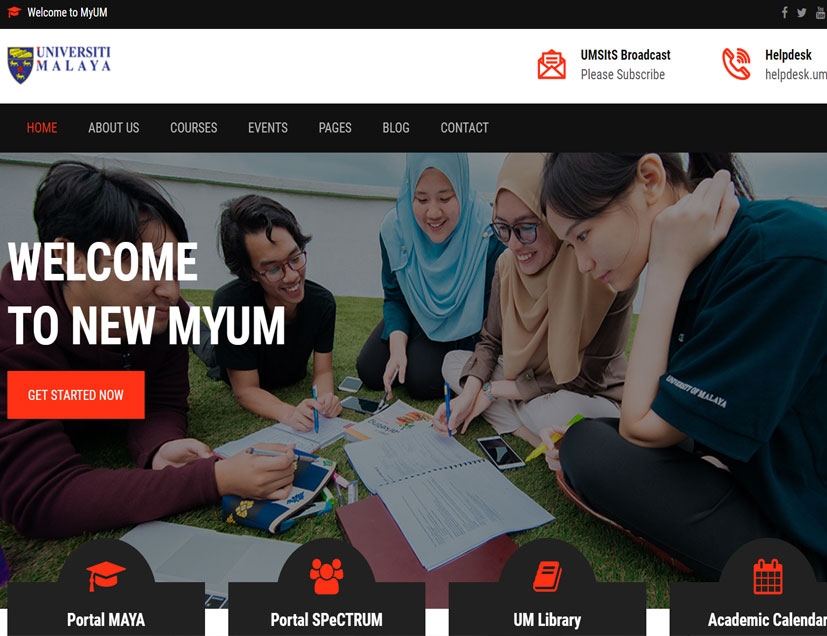 Welcome to MyUM
UNIVERSITI
MALAYA
UMSItS Broadcast
Please Subscribe
Helpdesk
helpdesk.um
HOME
ABOUT US
COURSES
EVENTS
PAGES
BLOG
CONTACT
WELCOME
TO NEW MYUM
GET STARTED NOW
UNIVERSITY OF MALAYA
Portal MAYA
Portal SPeCTRUM
UM Library
Academic Calendar